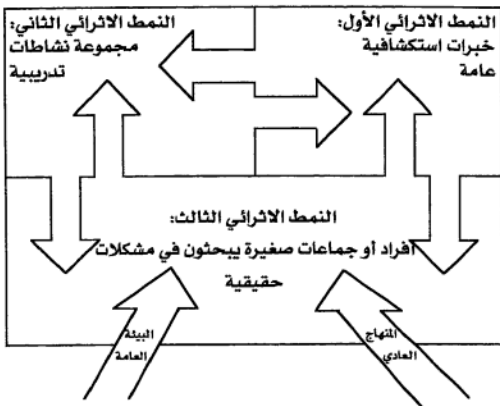 النمط الاثرائي الأول:
خبرات استكشافية
عامة
النمط الاثرائي الثاني:
مجموعة نشاطات
تدريبية
النمط الاثرائي الثالث:
أفراد أو جماعات صغيرة يبحثون في مشكلات
حقيقية
المنهاج
العادي
البيئة
العامة